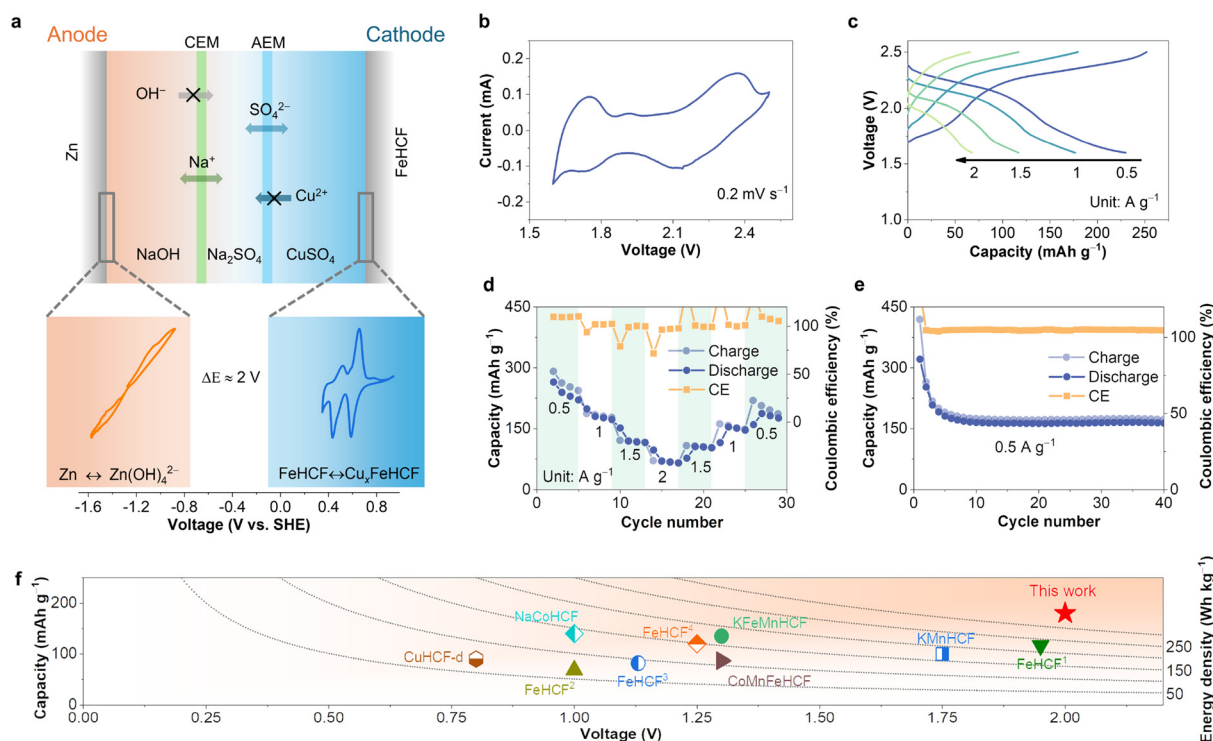 a
Anode
CEM
AEM
Cathode
OH⁻
SO₄²⁻
Zn
FeHCF
Na⁺
Cu²⁺
NaOH
Na₂SO₄
CuSO₄
ΔE ≈ 2 V
Zn ↔ Zn(OH)₄²⁻
FeHCF↔CuₓFeHCF
-1.6 -1.2 -0.8 -0.4 0.0 0.4 0.8
Voltage (V vs. SHE)
b
Current (mA)
0.2
0.1
0.0
-0.1
-0.2
0.2 mV s⁻¹
1.5 1.8 2.1 2.4
Voltage (V)
c
Voltage (V)
2.5
2.0
1.5
1.0
2 1.5 1 0.5
Unit: A g⁻¹
0 50 100 150 200 250
Capacity (mAh g⁻¹)
d
Capacity (mAh g⁻¹)
450
300
150
0
Charge
Discharge
CE
0.5 1 1.5 2 1.5 1 0.5
Unit: A g⁻¹
100
50
0
Coulombic efficiency (%)
0 10 20 30
Cycle number
e
Capacity (mAh g⁻¹)
450
300
150
0
Charge
Discharge
CE
0.5 A g⁻¹
100
50
0
Coulombic efficiency (%)
0 10 20 30 40
Cycle number
f
Capacity (mAh g⁻¹)
200
100
0
This work
NaCoHCF
FeHCF⁴
KFeMnHCF
KMnHCF
CuHCF-d
FeHCF²
FeHCF³
CoMnFeHCF
FeHCF¹
250
150
50
Energy density (Wh kg⁻¹)
0.00 0.25 0.50 0.75 1.00 1.25 1.50 1.75 2.00
Voltage (V)